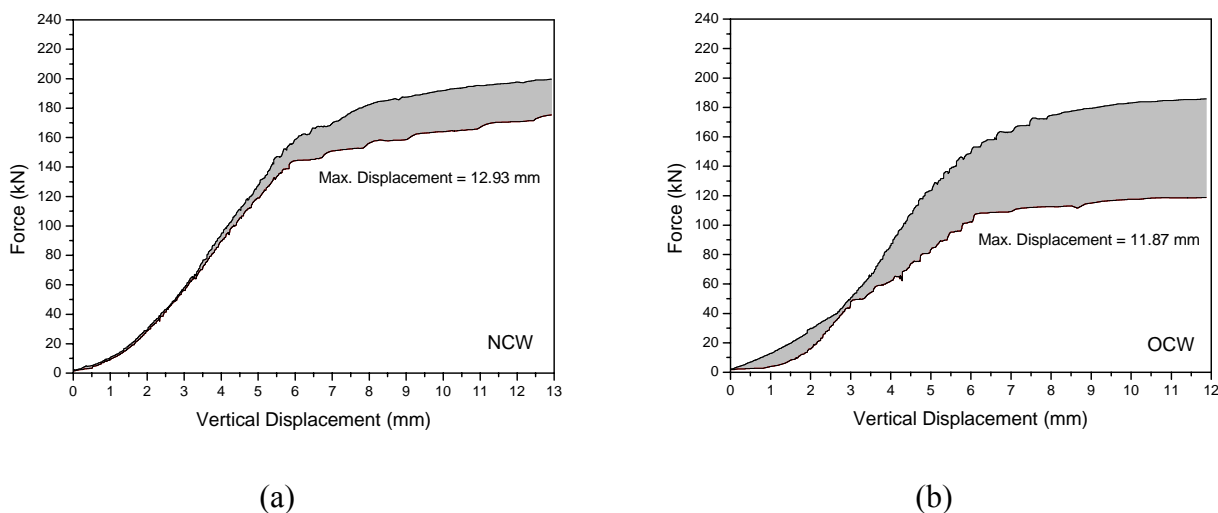 240
220
200
180
160
140
120
100
80
60
40
20
0
Force (kN)
Max. Displacement = 12.93 mm
NCW
0 1 2 3 4 5 6 7 8 9 10 11 12 13
Vertical Displacement (mm)
(a)
240
220
200
180
160
140
120
100
80
60
40
20
0
Force (kN)
Max. Displacement = 11.87 mm
OCW
0 1 2 3 4 5 6 7 8 9 10 11 12
Vertical Displacement (mm)
(b)